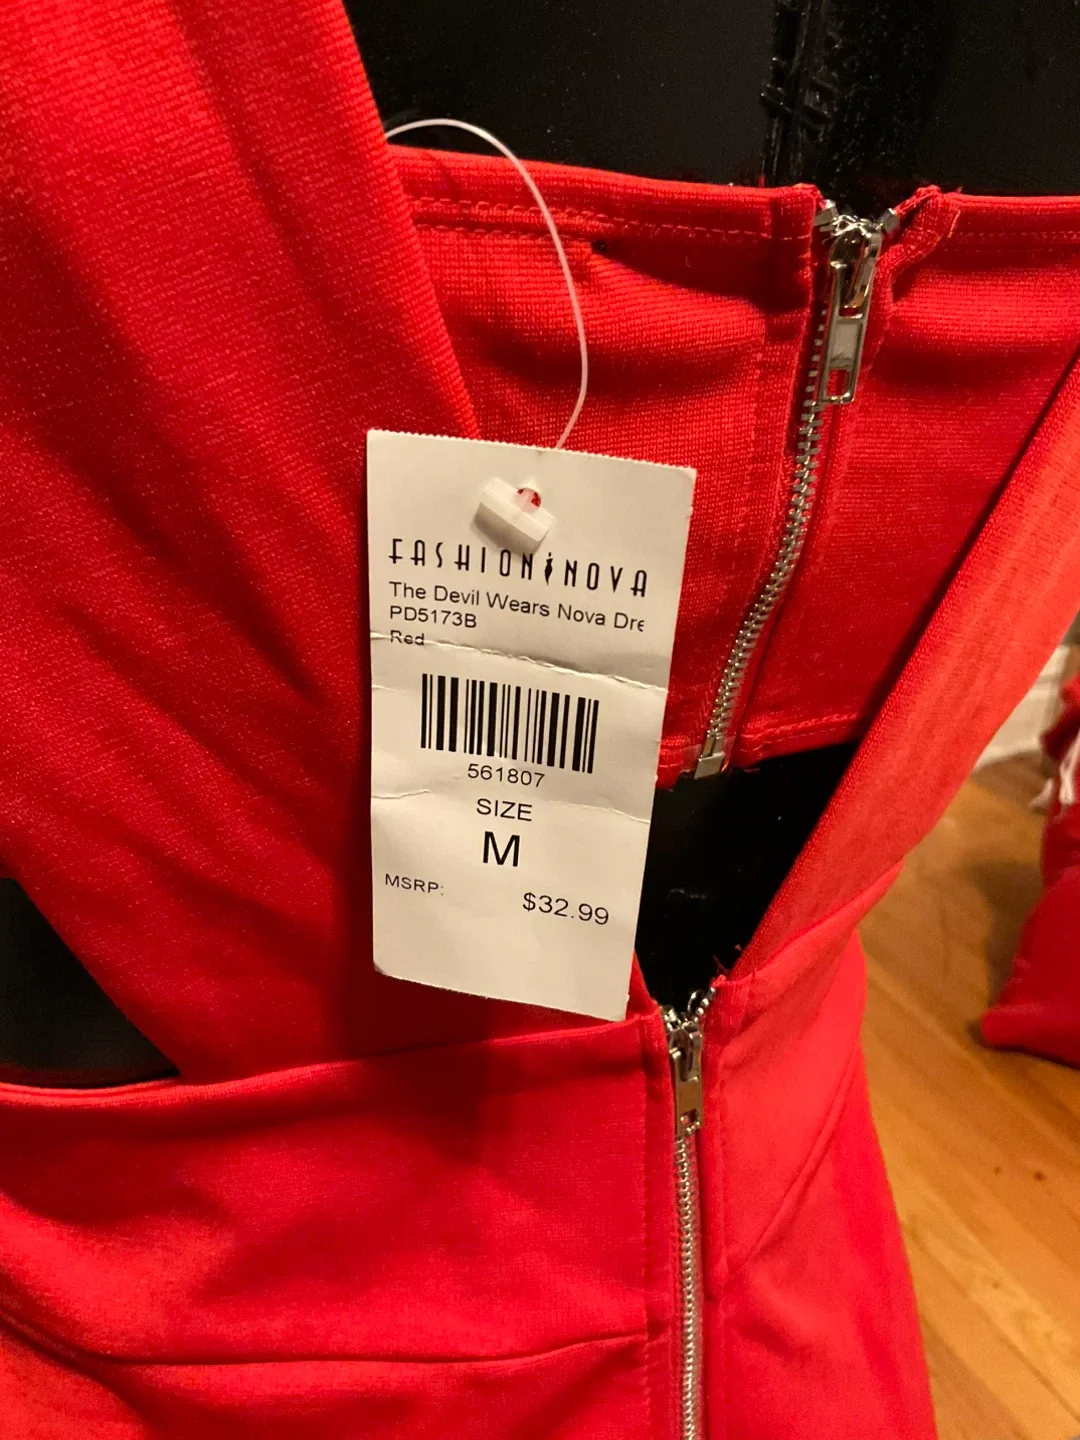 FASHION NOVA
The Devil Wears Nova Dre
PD5173B
Red
561807
SIZE
M
MSRP:
$32.99